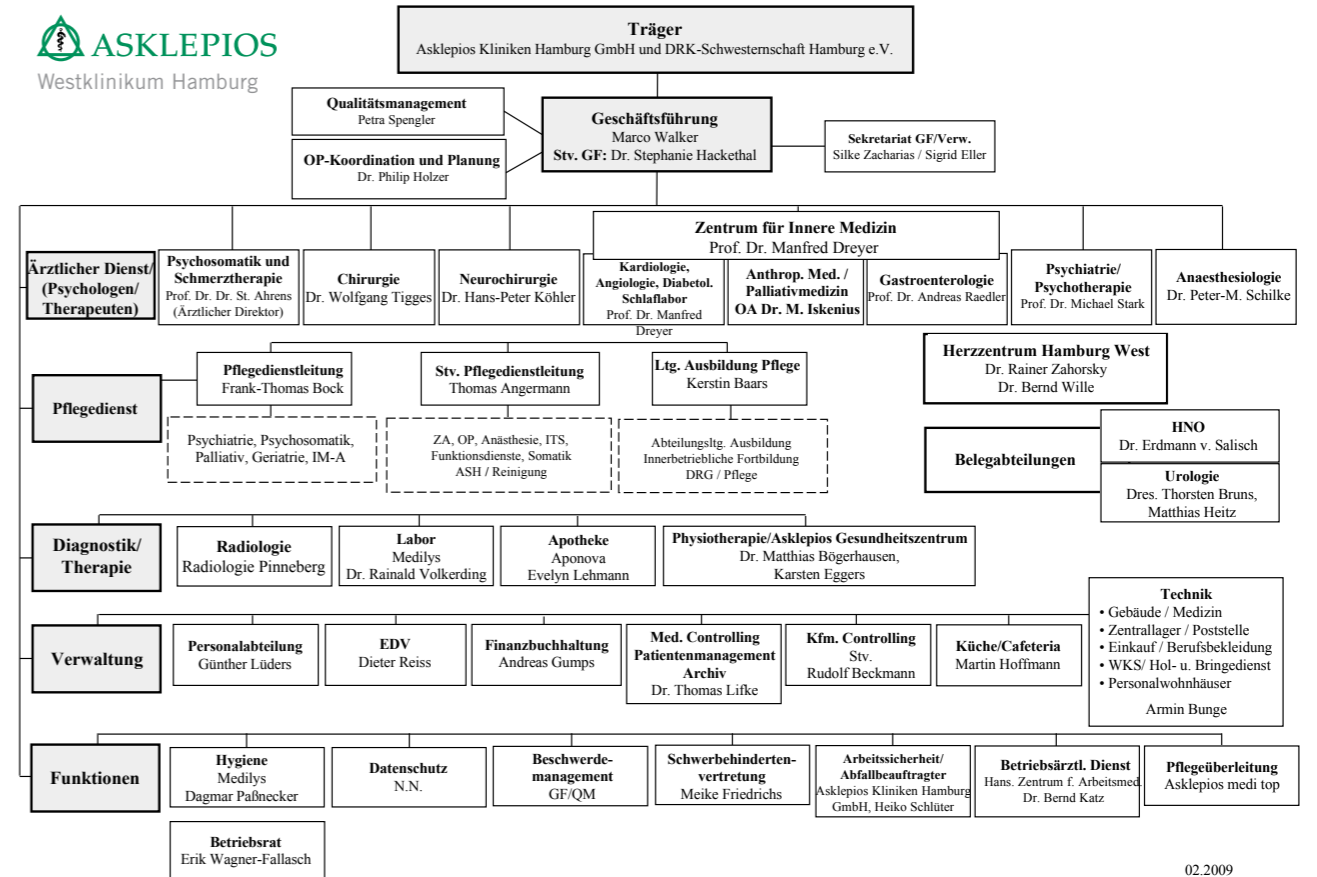 ASKLEPIOS
Westklinikum Hamburg
Träger
Asklepios Kliniken Hamburg GmbH und DRK-Schwesternschaft Hamburg e.V.
Qualitätsmanagement
Petra Spengler
OP-Koordination und Planung
Dr. Philip Holzer
Geschäftsführung
Marco Walker
Stv. GF: Dr. Stephanie Hackethal
Sekretariat GF/Verw.
Silke Zacharias / Sigrid Eller
Zentrum für Innere Medizin
Prof. Dr. Manfred Dreyer
Ärztlicher Dienst/
(Psychologen/
Therapeuten)
Psychosomatik und
Schmerztherapie
Prof. Dr. Dr. St. Ahrens
(Ärztlicher Direktor)
Chirurgie
Dr. Wolfgang Tigges
Neurochirurgie
Dr. Hans-Peter Köhler
Kardiologie,
Angiologie, Diabetol.
Schlaflabor
Prof. Dr. Manfred
Dreyer
Anthrop. Med. /
Palliativmedizin
OA Dr. M. Iskenius
Gastroenterologie
Prof. Dr. Andreas Raedler
Psychiatrie/
Psychotherapie
Prof. Dr. Michael Stark
Anaesthesiologie
Dr. Peter-M. Schilke
Herzzentrum Hamburg West
Dr. Rainer Zahorsky
Dr. Bernd Wille
Pflegedienst
Pflegedienstleitung
Frank-Thomas Bock
Stv. Pflegedienstleitung
Thomas Angermann
Ltg. Ausbildung Pflege
Kerstin Baars
Psychiatrie, Psychosomatik,
Palliativ, Geriatrie, IM-A
ZA, OP, Anästhesie, ITS,
Funktionsdienste, Somatik
ASH / Reinigung
Abteilungsltg. Ausbildung
Innerbetriebliche Fortbildung
DRG / Pflege
Belegabteilungen
HNO
Dr. Erdmann v. Salisch
Urologie
Dres. Thorsten Bruns,
Matthias Heitz
Diagnostik/
Therapie
Radiologie
Radiologie Pinneberg
Labor
Medilys
Dr. Rainald Volkerding
Apotheke
Aponova
Evelyn Lehmann
Physiotherapie/Asklepios Gesundheitszentrum
Dr. Matthias Bögerhausen,
Karsten Eggers
Verwaltung
Personalabteilung
Günther Lüders
EDV
Dieter Reiss
Finanzbuchhaltung
Andreas Gumps
Med. Controlling
Patientenmanagement
Archiv
Dr. Thomas Lifke
Kfm. Controlling
Stv.
Rudolf Beckmann
Küche/Cafeteria
Martin Hoffmann
Technik
• Gebäude / Medizin
• Zentrallager / Poststelle
• Einkauf / Berufsbekleidung
• WKS/ Hol- u. Bringedienst
• Personalwohnhäuser
Armin Bunge
Funktionen
Hygiene
Medilys
Dagmar Paßnecker
Datenschutz
N.N.
Beschwerde-
management
GF/QM
Schwerbehinderten-
vertretung
Meike Friedrichs
Arbeitssicherheit/
Abfallbeauftragter
Asklepios Kliniken Hamburg
GmbH, Heiko Schlüter
Betriebsärztl. Dienst
Hans. Zentrum f. Arbeitsmed.
Dr. Bernd Katz
Pflegeüberleitung
Asklepios medi top
Betriebsrat
Erik Wagner-Fallasch
02.2009